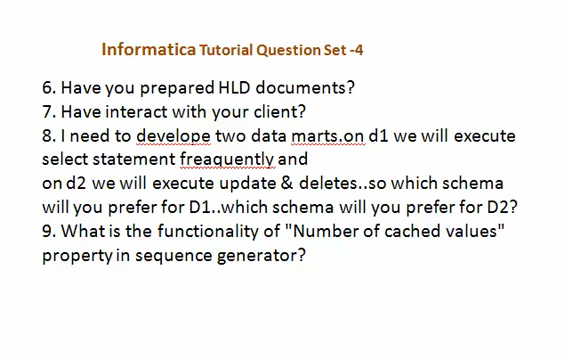 Informatica Tutorial Question Set -4
6. Have you prepared HLD documents?
7. Have interact with your client?
8. I need to develope two data marts.on d1 we will execute
select statement freaquently and
on d2 we will execute update & deletes..so which schema
will you prefer for D1..which schema will you prefer for D2?
9. What is the functionality of "Number of cached values"
property in sequence generator?